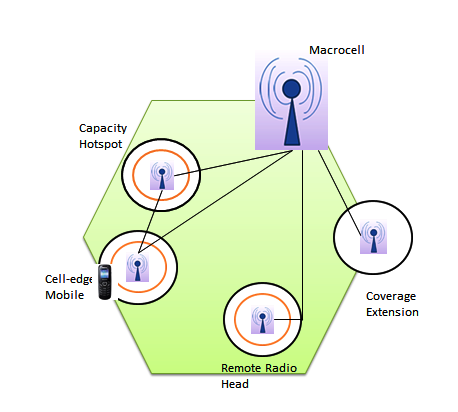 Macrocell
Capacity
Hotspot
Cell-edge
Mobile
Coverage
Extension
Remote Radio
Head